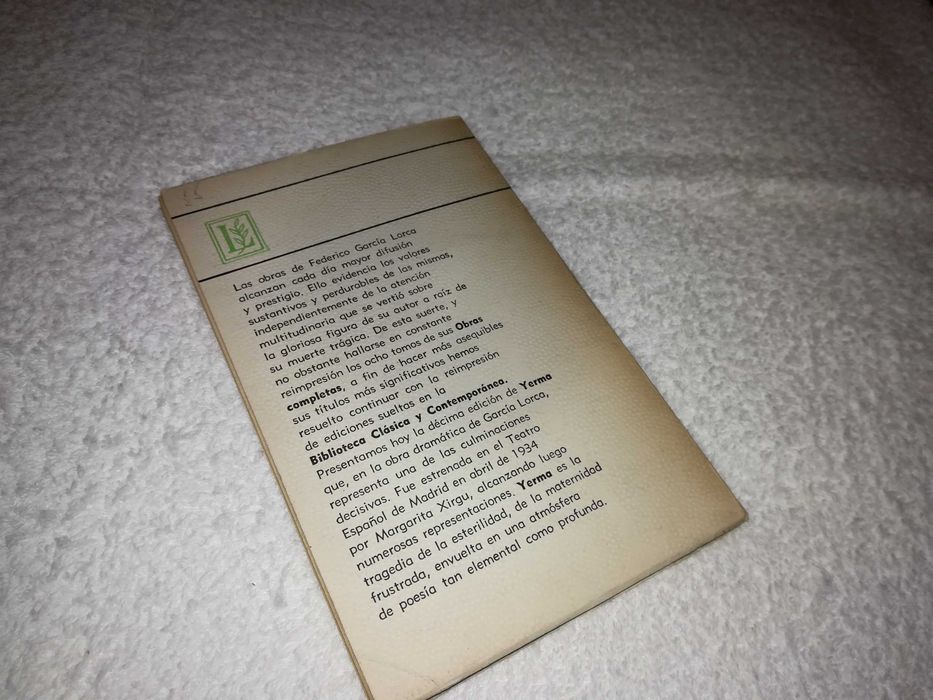 L
Las obras de Federico García Lorca
alcanzan cada día mayor difusión
y prestigio. Ello evidencia los valores
sustantivos y perdurables de las mismas,
independientemente de la atención
multitudinaria que se vertió sobre
la gloriosa figura de su autor a raíz de
su muerte trágica. De esta suerte, y
no obstante hallarse en constante
reimpresión los ocho tomos de sus Obras
completas, a fin de hacer más asequibles
sus títulos más significativos hemos
resuelto continuar con la reimpresión
de ediciones sueltas en la
Biblioteca Clásica y Contemporánea.
Presentamos hoy la décima edición de Yerma
que, en la obra dramática de García Lorca,
representa una de las culminaciones
decisivas. Fue estrenada en el Teatro
Español de Madrid en abril de 1934
por Margarita Xirgu, alcanzando luego
numerosas representaciones. Yerma es la
tragedia de la esterilidad, de la maternidad
frustrada, envuelta en una atmósfera
de poesía tan elemental como profunda.